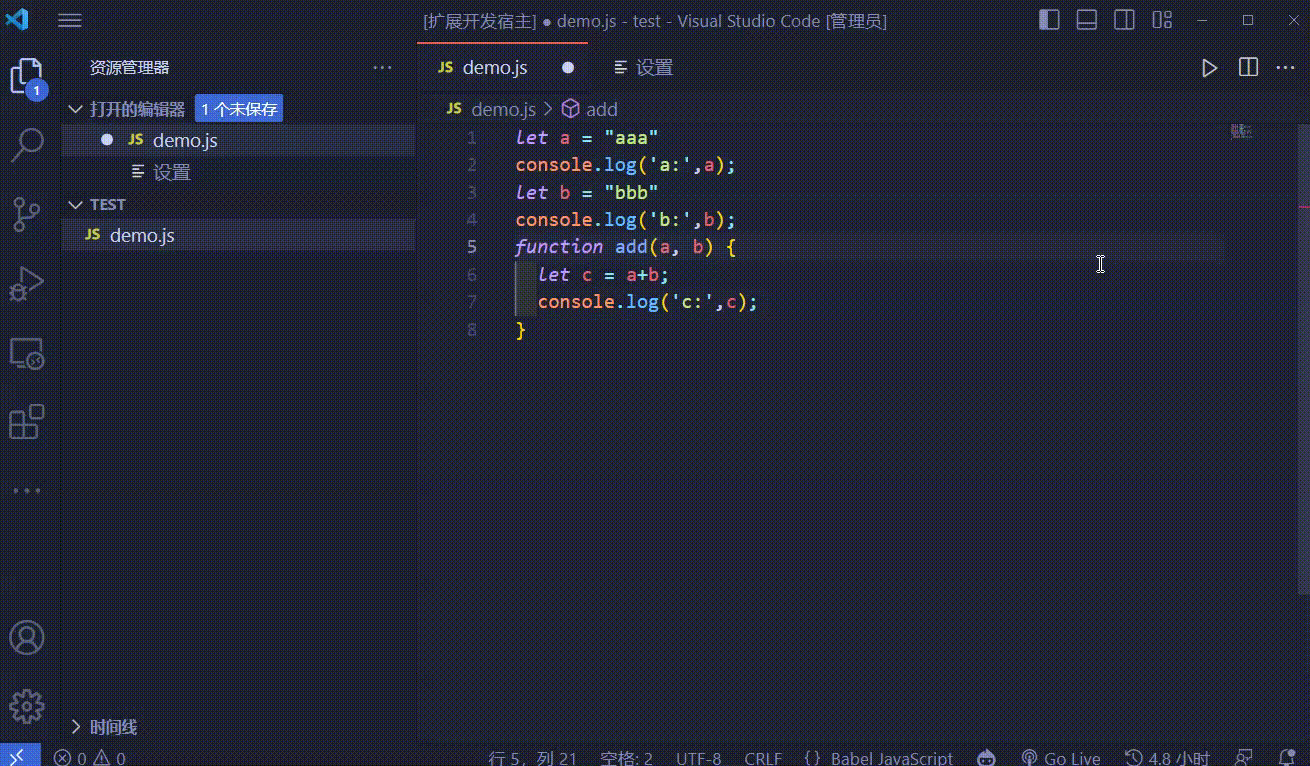 [扩展开发宿主] ● demo.js - test - Visual Studio Code [管理员]
资源管理器
1
打开的编辑器 1 个未保存
JS demo.js
设置
TEST
JS demo.js
时间线
JS demo.js ● 设置
JS demo.js > add
1 let a = "aaa"
2 console.log('a:',a);
3 let b = "bbb"
4 console.log('b:',b);
5 function add(a, b) {
6 let c = a+b;
7 console.log('c:',c);
8 }
0 0 行 5，列 21 空格: 2 UTF-8 CRLF {} Babel JavaScript Go Live 4.8 小时